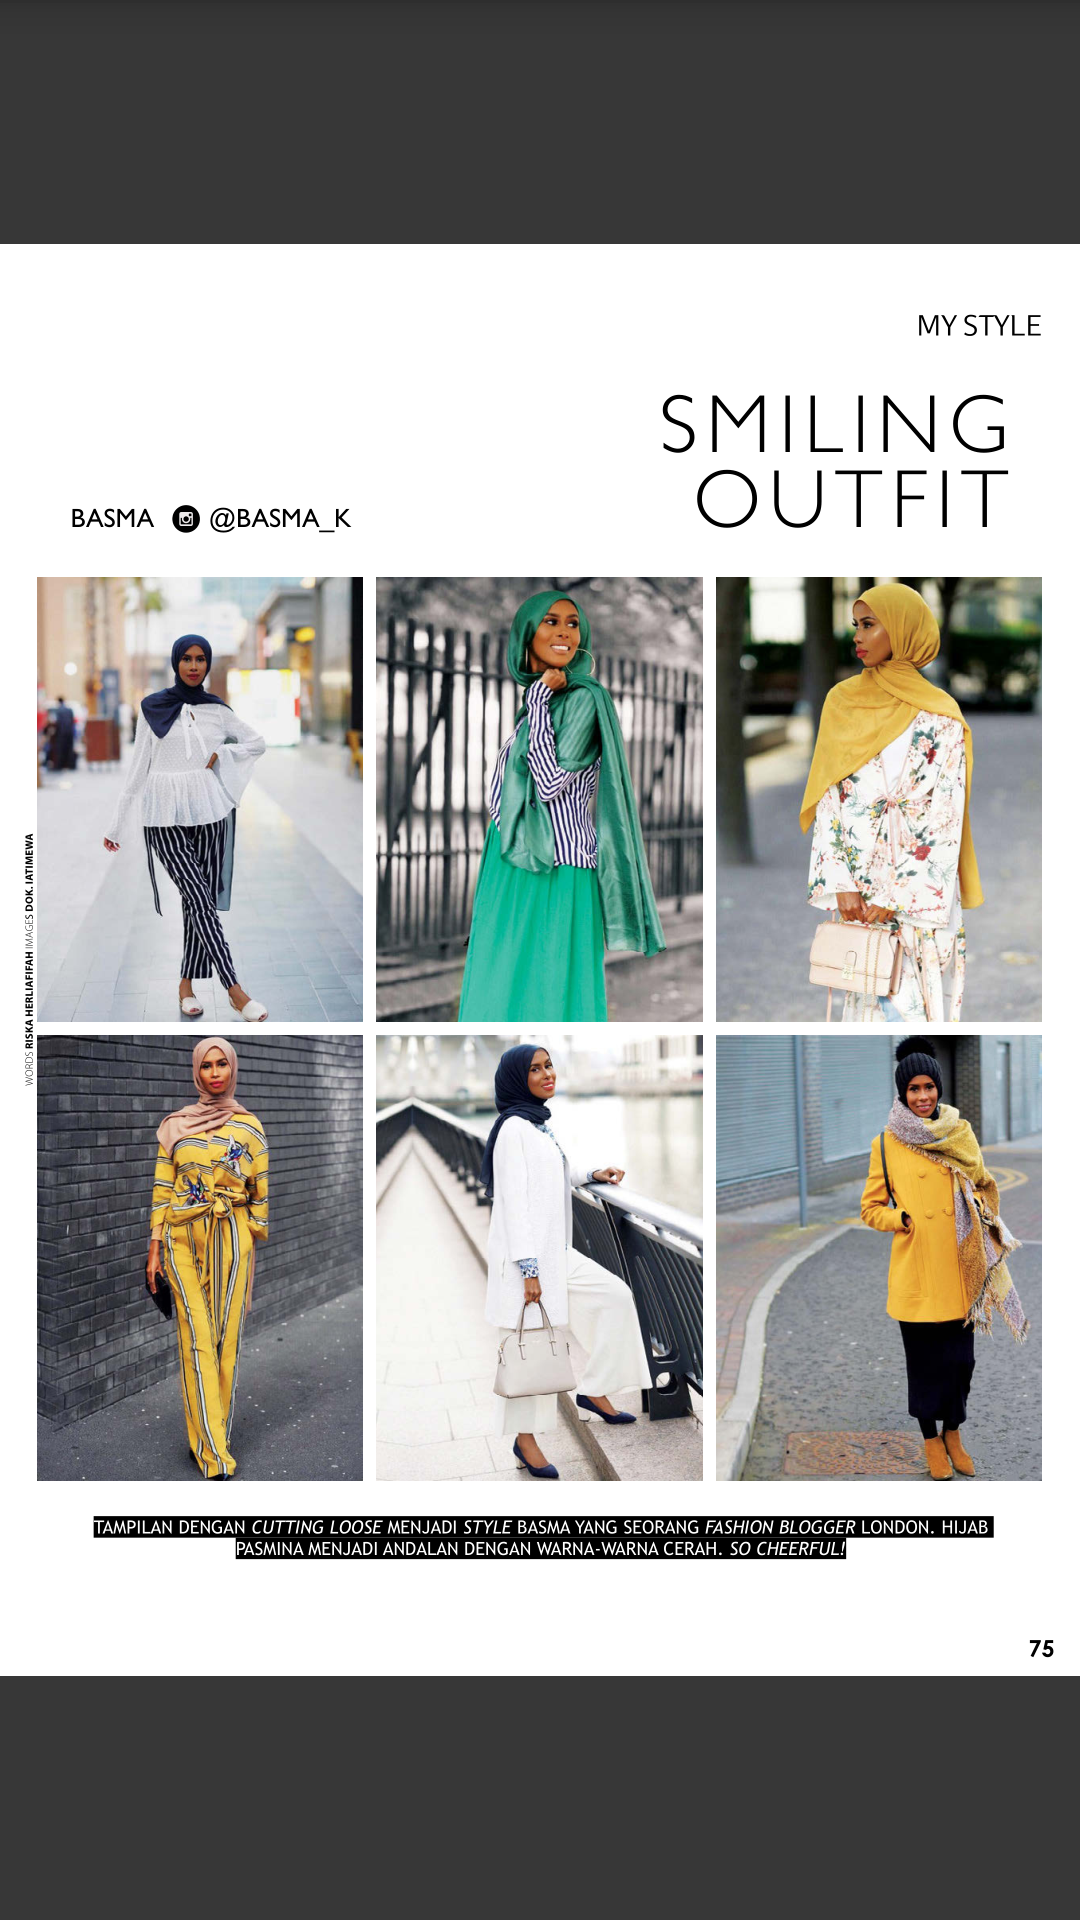 MY STYLE
SMILING
OUTFIT
BASMA @BASMA_K
WORDS RISKA HERLIAFIFAH IMAGES DOK. IATIMEWA
TAMPILAN DENGAN CUTTING LOOSE MENJADI STYLE BASMA YANG SEORANG FASHION BLOGGER LONDON. HIJAB
PASMINA MENJADI ANDALAN DENGAN WARNA-WARNA CERAH. SO CHEERFUL!
75